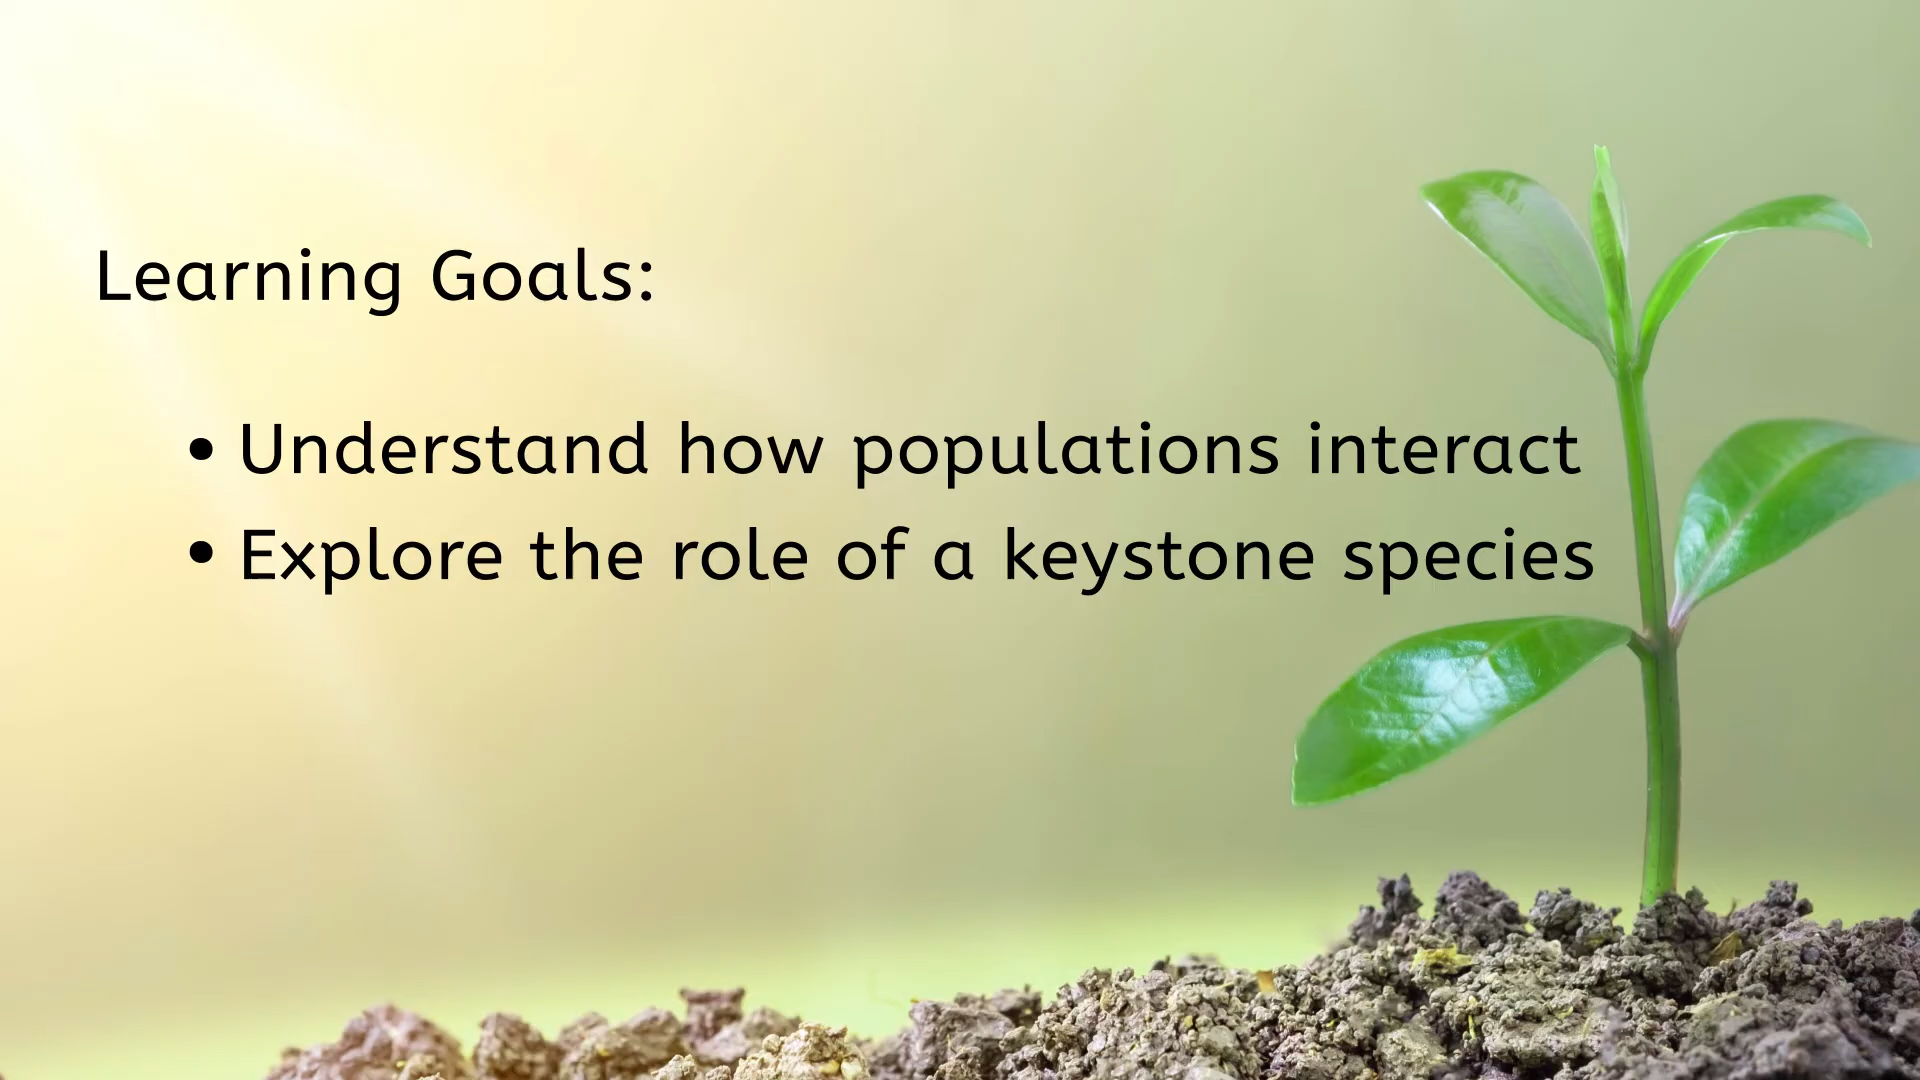 Learning Goals:
• Understand how populations interact
• Explore the role of a keystone species